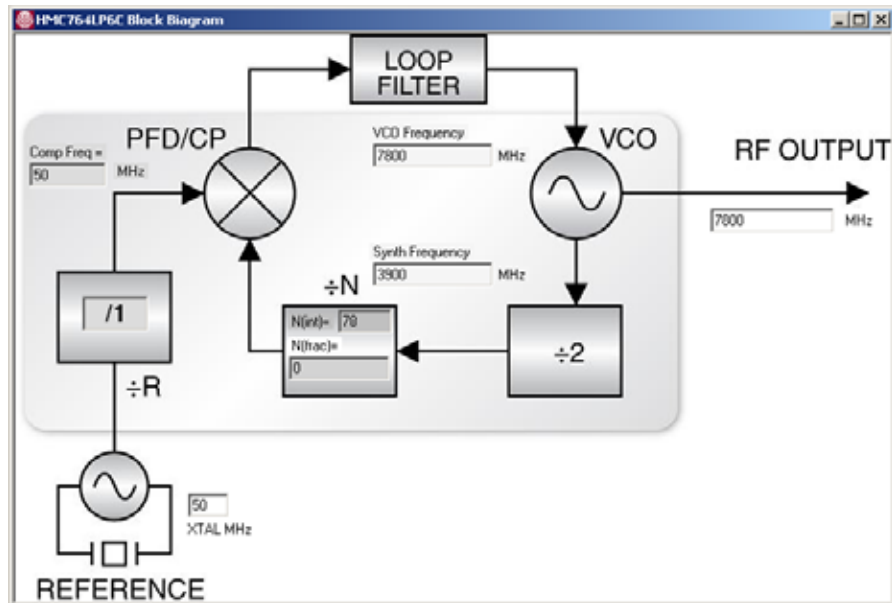 HMC764LP6C Block Biagram
LOOP
FILTER
PFD/CP
VCO Frequency
7800 MHz
VCO
RF OUTPUT
7800 MHz
Comp Freq =
50 MHz
Synth Frequency
3900 MHz
/1
÷R
÷N
N(int)= 78
N(frac)=
0
÷2
50
XTAL MHz
REFERENCE